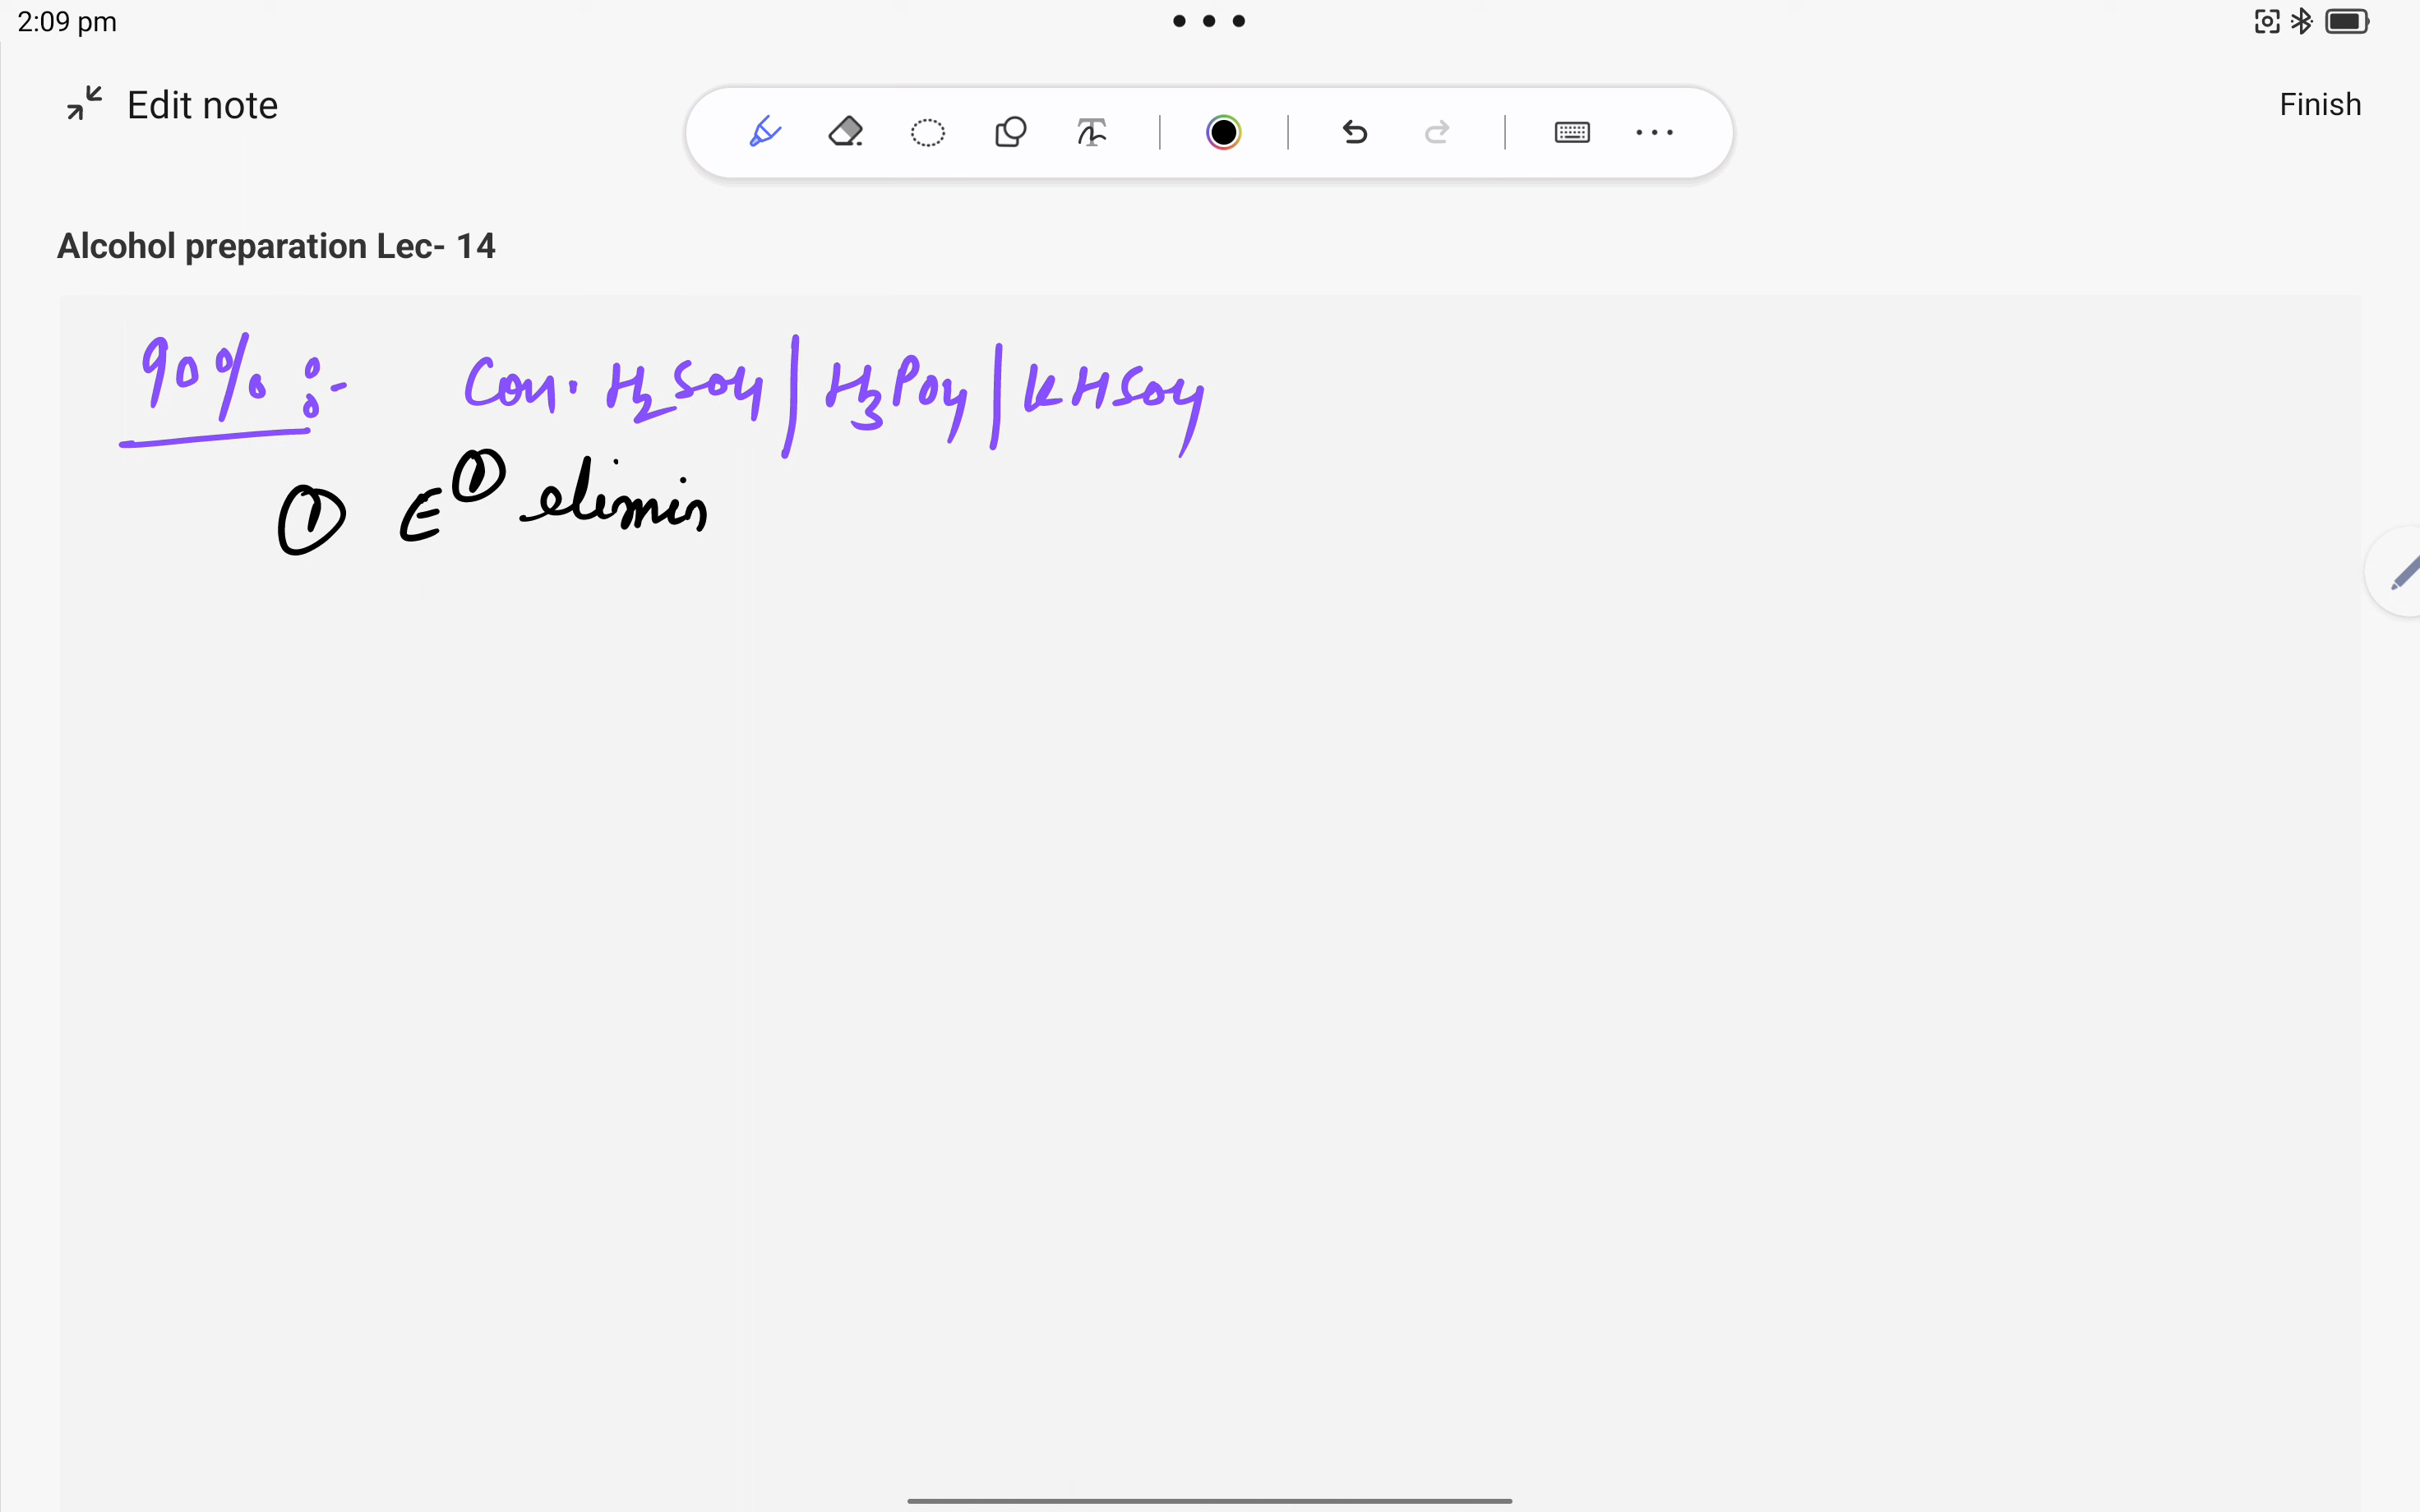 2:09 pm
Edit note
Finish
Alcohol preparation Lec- 14
90% :- Con. H2SO4 | H3PO4 | KHSO4
① E① elimin